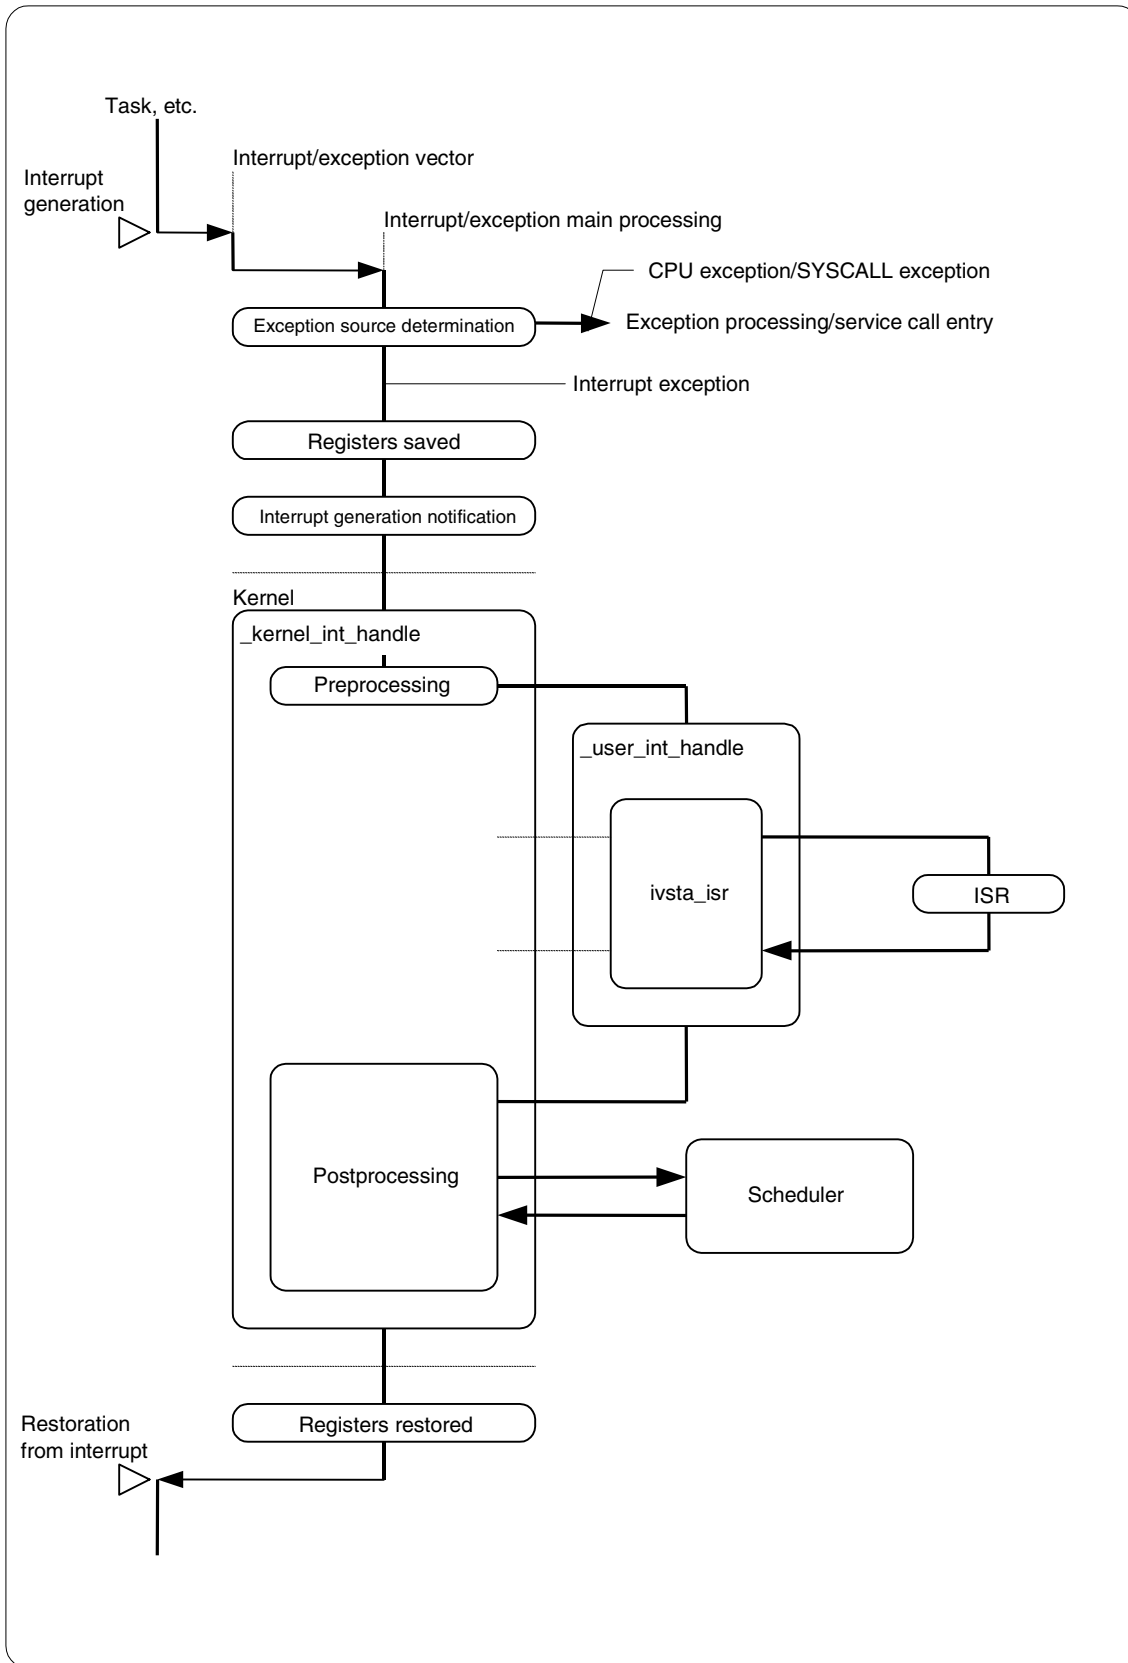 Task, etc.
Interrupt/exception vector
Interrupt
generation
Interrupt/exception main processing
CPU exception/SYSCALL exception
Exception source determination
Exception processing/service call entry
Interrupt exception
Registers saved
Interrupt generation notification
Kernel
_kernel_int_handle
Preprocessing
_user_int_handle
ivsta_isr
ISR
Postprocessing
Scheduler
Restoration
from interrupt
Registers restored